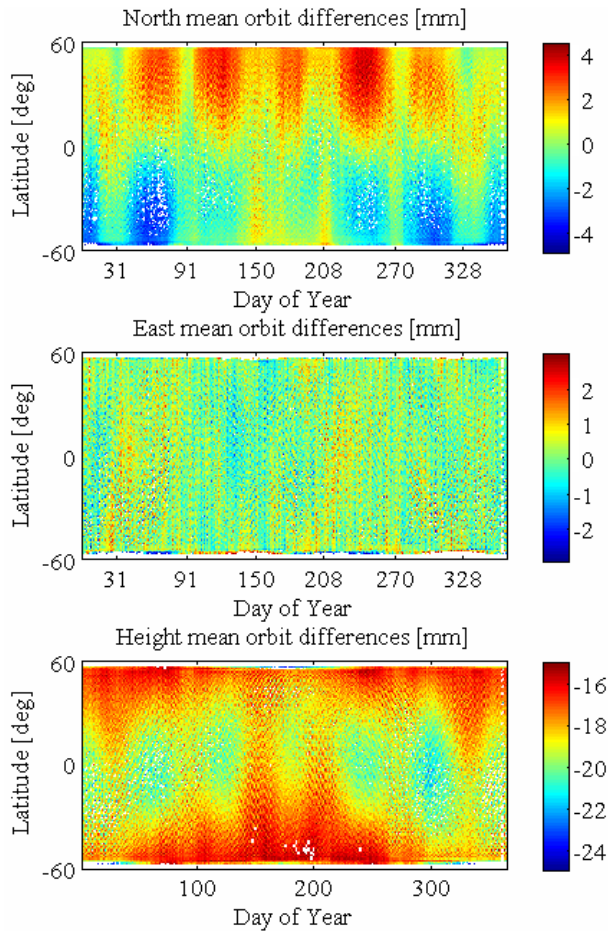 North mean orbit differences [mm]
60
0
-60
Latitude [deg]
31 91 150 208 270 328
Day of Year
4
2
0
-2
-4
East mean orbit differences [mm]
60
0
-60
Latitude [deg]
31 91 150 208 270 328
Day of Year
2
1
0
-1
-2
Height mean orbit differences [mm]
60
0
-60
Latitude [deg]
100 200 300
Day of Year
-16
-18
-20
-22
-24